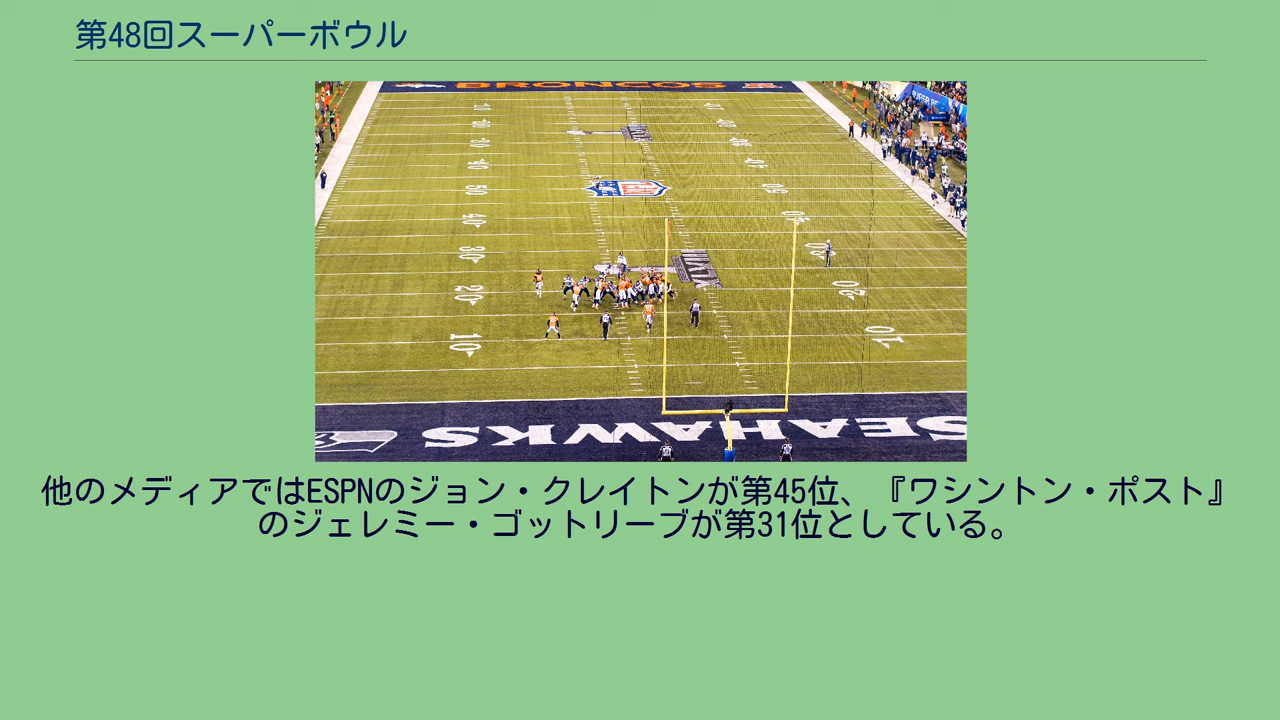 第48回スーパーボウル
BRONCOS
SEAHAWKS
他のメディアではESPNのジョン・クレイトンが第45位、『ワシントン・ポスト』
のジェレミー・ゴットリーブが第31位としている。